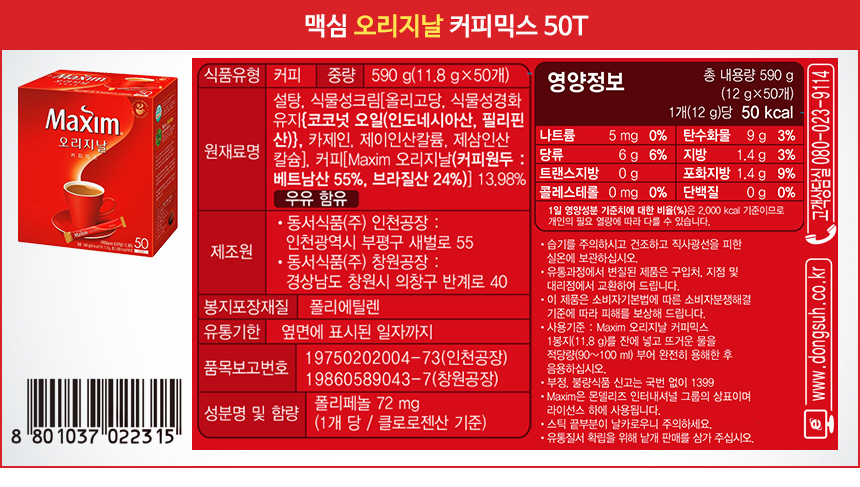 맥심 오리지날 커피믹스 50T
Maxim
Maxim
오리지날
커피믹스
50
8 801037 022315
식품유형 커피 중량 590 g(11.8 g×50개)
원재료명
설탕, 식물성크림[올리고당, 식물성경화
유지{코코넛 오일(인도네시아산, 필리핀
산)}, 카제인, 제이인산칼륨, 제삼인산
칼슘], 커피[Maxim 오리지날(커피원두 :
베트남산 55%, 브라질산 24%)] 13.98%
우유 함유
제조원
• 동서식품(주) 인천공장 :
인천광역시 부평구 새벌로 55
• 동서식품(주) 창원공장 :
경상남도 창원시 의창구 반계로 40
봉지포장재질 폴리에틸렌
유통기한 옆면에 표시된 일자까지
품목보고번호
19750202004-73(인천공장)
19860589043-7(창원공장)
성분명 및 함량
폴리페놀 72 mg
(1개 당 / 클로로젠산 기준)
영양정보
총 내용량 590 g
(12 g×50개)
1개(12 g)당 50 kcal
나트륨 5 mg 0% 탄수화물 9 g 3%
당류 6 g 6% 지방 1.4 g 3%
트랜스지방 0 g 포화지방 1.4 g 9%
콜레스테롤 0 mg 0% 단백질 0 g 0%
1일 영양성분 기준치에 대한 비율(%)은 2,000 kcal 기준이므로
개인의 필요 열량에 따라 다를 수 있습니다.
• 습기를 주의하시고 건조하고 직사광선을 피한
실온에 보관하십시오.
• 유통과정에서 변질된 제품은 구입처, 지점 및
대리점에서 교환하여 드립니다.
• 이 제품은 소비자기본법에 따른 소비자분쟁해결
기준에 따라 피해를 보상해 드립니다.
• 사용기준 : Maxim 오리지날 커피믹스
1봉지(11.8 g)를 잔에 넣고 뜨거운 물을
적당량(90~100 ml) 부어 완전히 용해한 후
음용하십시오.
• 부정, 불량식품 신고는 국번 없이 1399
• Maxim은 몬델리즈 인터내셔널 그룹의 상표이며
라이선스 하에 사용됩니다.
• 스틱 끝부분이 날카로우니 주의하세요.
• 유통질서 확립을 위해 낱개 판매를 삼가 주십시오.
고객상담실 080-023-9114
www.dongsuh.co.kr